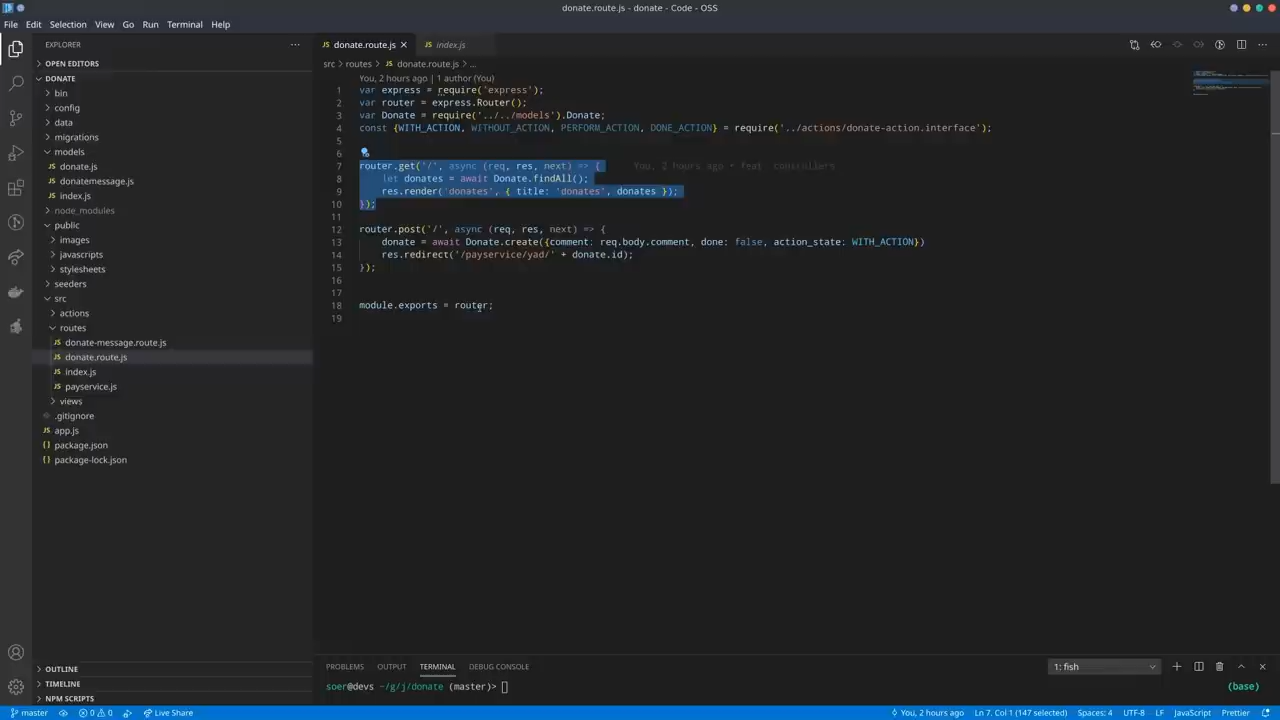 donate.route.js - donate - Code - OSS
File Edit Selection View Go Run Terminal Help
EXPLORER
OPEN EDITORS
DONATE
bin
config
data
migrations
models
JS donate.js
JS donatemessage.js
JS index.js
node_modules
public
images
javascripts
stylesheets
seeders
src
actions
routes
JS donate-message.route.js
JS donate.route.js
JS index.js
JS payservice.js
views
.gitignore
JS app.js
{} package.json
{} package-lock.json
OUTLINE
TIMELINE
NPM SCRIPTS
JS donate.route.js JS index.js
src > routes > JS donate.route.js > ...
You, 2 hours ago | 1 author (You)
1 var express = require('express');
2 var router = express.Router();
3 var Donate = require('../../models').Donate;
4 const {WITH_ACTION, WITHOUT_ACTION, PERFORM_ACTION, DONE_ACTION} = require('../actions/donate-action.interface');
5
6
7 router.get('/', async (req, res, next) => { You, 2 hours ago • feat controllers
8 let donates = await Donate.findAll();
9 res.render('donates', { title: 'donates', donates });
10 });
11
12 router.post('/', async (req, res, next) => {
13 donate = await Donate.create({comment: req.body.comment, done: false, action_state: WITH_ACTION})
14 res.redirect('/payservice/yad/' + donate.id);
15 });
16
17
18 module.exports = router;
19
PROBLEMS OUTPUT TERMINAL DEBUG CONSOLE 1: fish
soer@devs ~/g/j/donate (master)> (base)
master 0 0 Live Share You, 2 hours ago Ln 7, Col 1 (147 selected) Spaces: 4 UTF-8 LF JavaScript Prettier